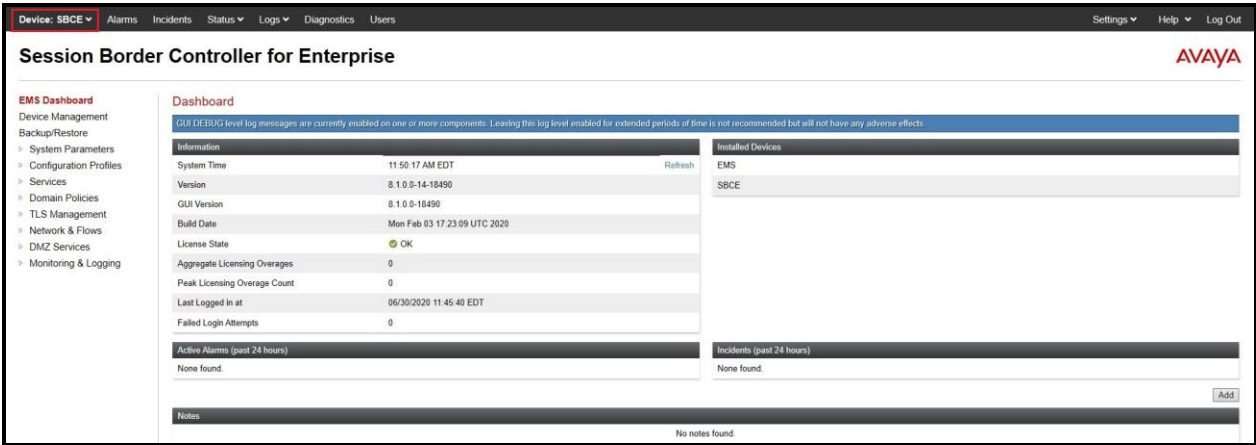 Device: SBCE Alarms Incidents Status Logs Diagnostics Users Settings Help Log Out
Session Border Controller for Enterprise
AVAYA
EMS Dashboard
Device Management
Backup/Restore
System Parameters
Configuration Profiles
Services
Domain Policies
TLS Management
Network & Flows
DMZ Services
Monitoring & Logging
Dashboard
GUI DEBUG level log messages are currently enabled on one or more components. Leaving this log level enabled for extended periods of time is not recommended but will not have any adverse effects.
Information
System Time 11:50:17 AM EDT Refresh
Version 8.1.0.0-14-18490
GUI Version 8.1.0.0-18490
Build Date Mon Feb 03 17:23:09 UTC 2020
License State OK
Aggregate Licensing Overages 0
Peak Licensing Overage Count 0
Last Logged in at 06/30/2020 11:45:40 EDT
Failed Login Attempts 0
Installed Devices
EMS
SBCE
Active Alarms (past 24 hours)
None found.
Incidents (past 24 hours)
None found.
Add
Notes
No notes found.